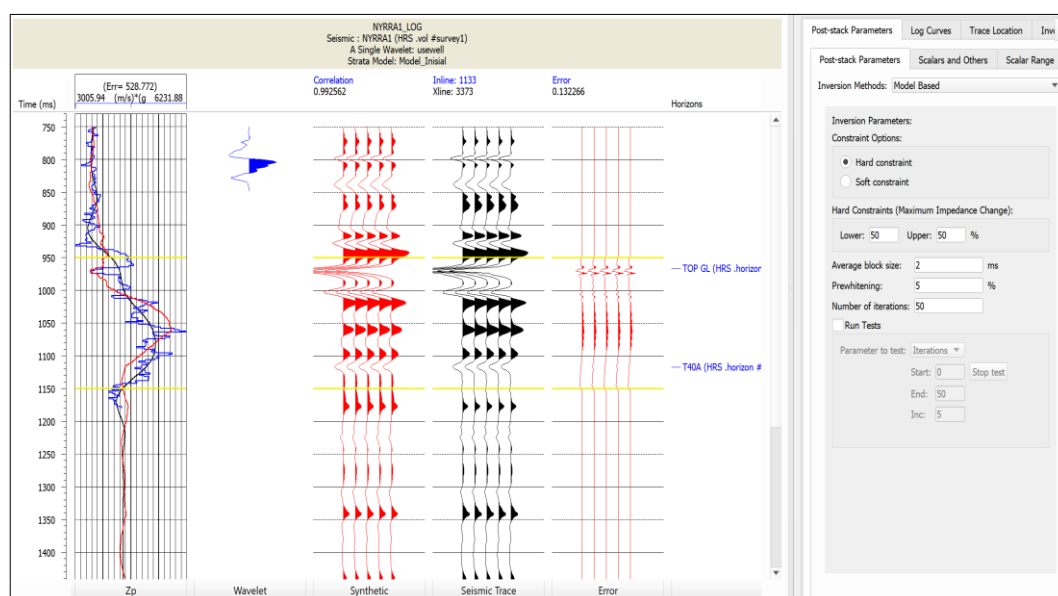 NYRRA1_LOG
Seismic : NYRRA1 (HRS .vol #survey1)
A Single Wavelet: usewell
Strata Model: Model_Inisial
(Err= 528.772)
3005.94 (m/s)*(g 6231.88
Time (ms)
Correlation
0.992562
Inline: 1133
Xline: 3373
Error
0.132266
Horizons
750
800
850
900
950
1000
1050
1100
1150
1200
1250
1300
1350
1400
TOP GL (HRS .horizor
T40A (HRS .horizon #
Zp
Wavelet
Synthetic
Seismic Trace
Error
Post-stack Parameters
Log Curves
Trace Location
Inv
Post-stack Parameters
Scalars and Others
Scalar Range
Inversion Methods: Model Based
Inversion Parameters:
Constraint Options:
Hard constraint
Soft constraint
Hard Constraints (Maximum Impedance Change):
Lower: 50 Upper: 50 %
Average block size: 2 ms
Prewhitening: 5 %
Number of iterations: 50
Run Tests
Parameter to test: Iterations
Start: 0 Stop test
End: 50
Inc: 5